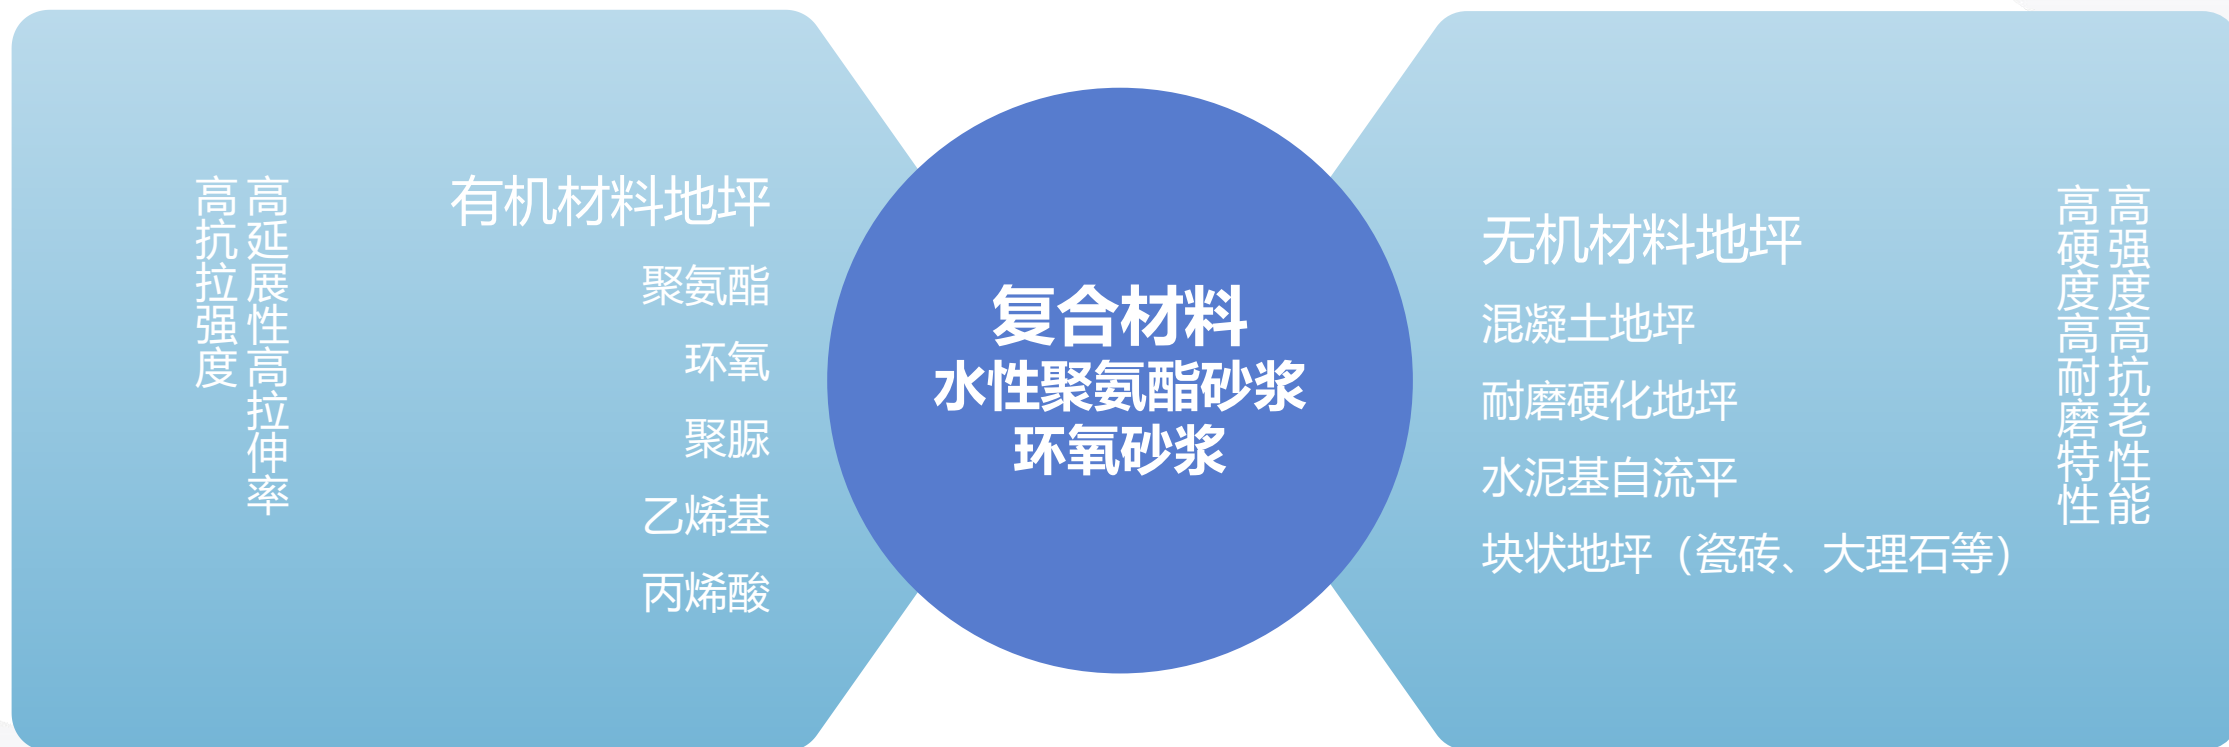 高延展性高拉伸率
高抗拉强度
有机材料地坪
聚氨酯
环氧
聚脲
乙烯基
丙烯酸
复合材料
水性聚氨酯砂浆
环氧砂浆
无机材料地坪
混凝土地坪
耐磨硬化地坪
水泥基自流平
块状地坪（瓷砖、大理石等）
高强度高抗老性能
高硬度高耐磨特性